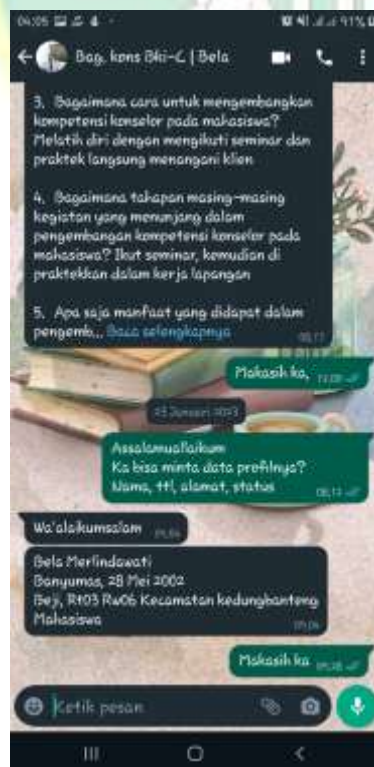 04:05
91%
Bag. kons Bki-C | Bela
3. Bagaimana cara untuk mengembangkan
kompetensi konselor pada mahasiswa?
Melatih diri dengan mengikuti seminar dan
praktek langsung menangani klien
4. Bagaimana tahapan masing-masing
kegiatan yang menunjang dalam
pengembangan kompetensi konselor pada
mahasiswa? Ikut seminar, kemudian di
praktekkan dalam kerja lapangan
5. Apa saja manfaat yang didapat dalam
pengemb... Baca selengkapnya
Makasih ka,
Januari 2023
Assalamuallaikum
Ka bisa minta data profilnya?
Nama, ttl, alamat, status
Wa'alaikumsalam
Bela Merlindawati
Banyumas, 28 Mei 2002
Beji, Rt03 Rw06 Kecamatan kedungbanteng
Mahasiswa
Makasih ka
Ketik pesan